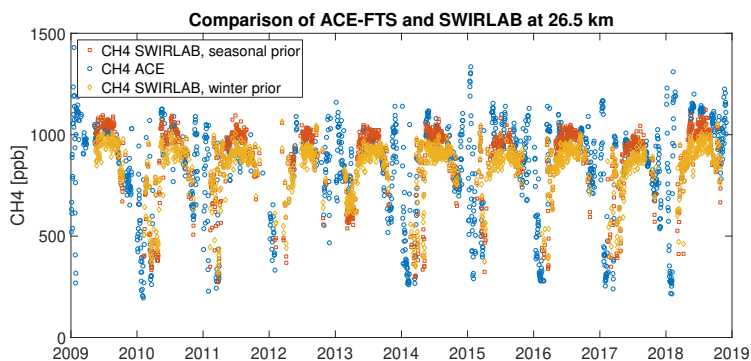 Comparison of ACE-FTS and SWIRLAB at 26.5 km
1500
CH4 SWIRLAB, seasonal prior
CH4 ACE
CH4 SWIRLAB, winter prior
1000
CH4 [ppb]
500
0
2009 2010 2011 2012 2013 2014 2015 2016 2017 2018 2019